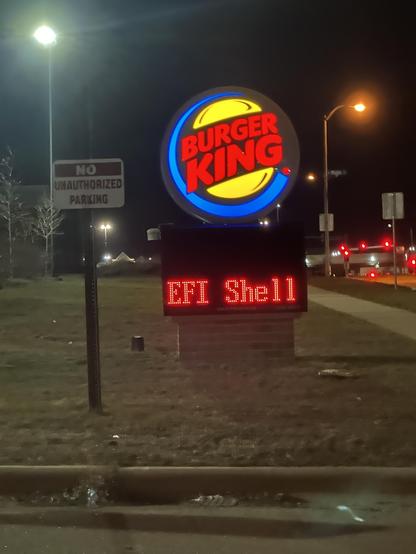 BURGER
KING
NO
UNAUTHORIZED
PARKING
EFI Shell